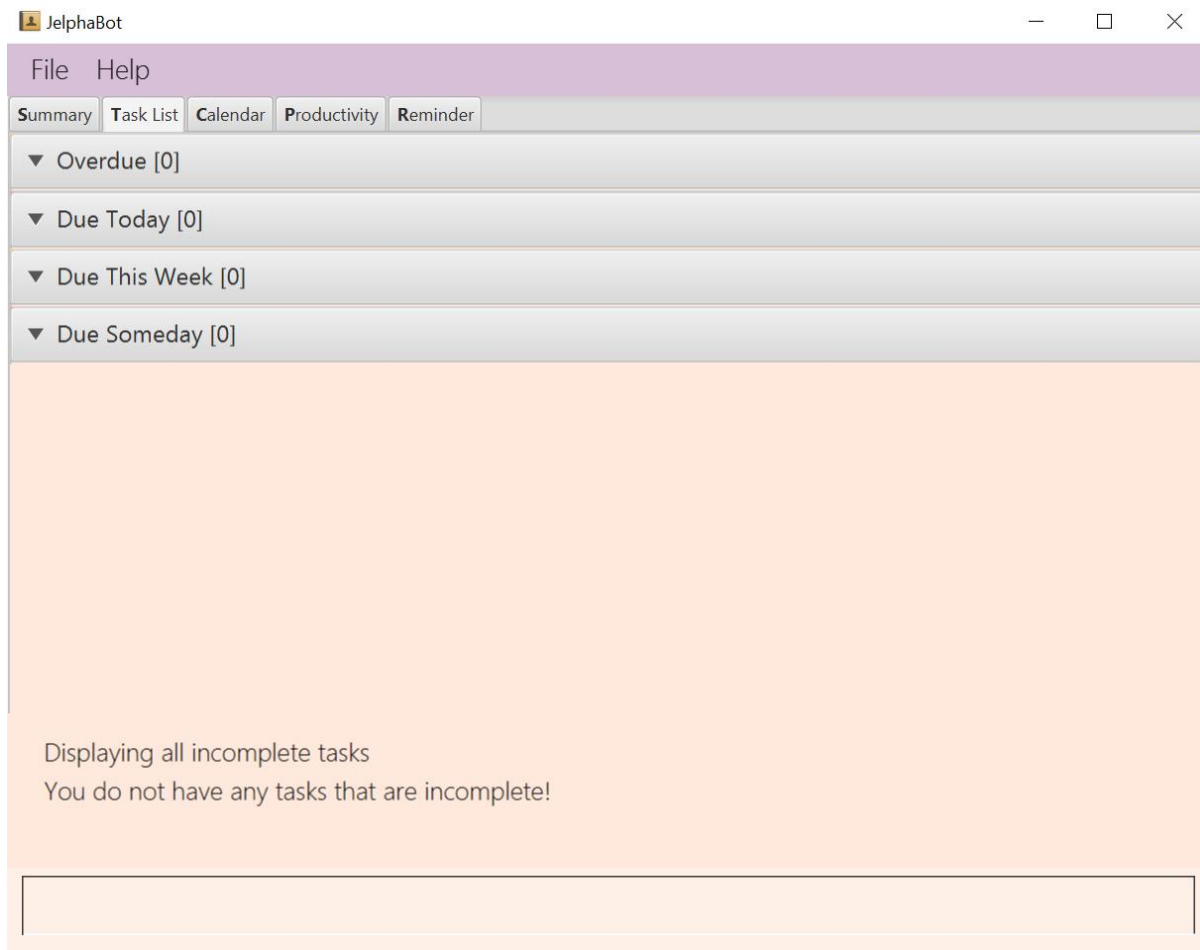 JelphaBot
File Help
Summary Task List Calendar Productivity Reminder
Overdue [0]
Due Today [0]
Due This Week [0]
Due Someday [0]
Displaying all incomplete tasks
You do not have any tasks that are incomplete!